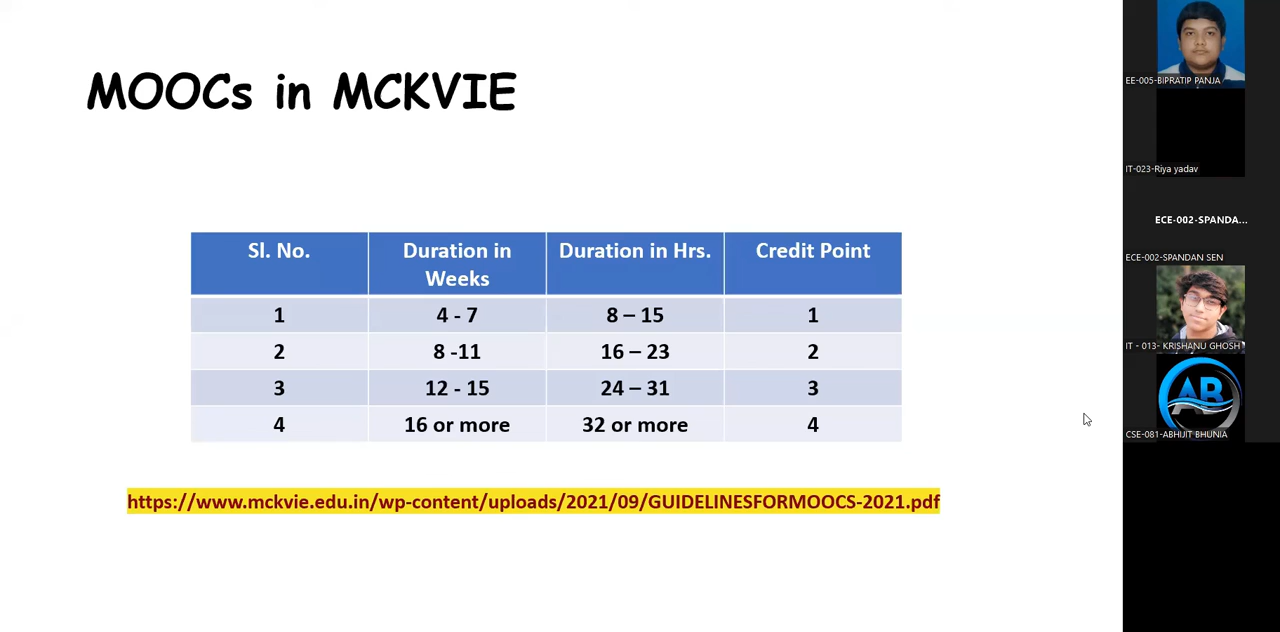 MOOCs in MCKVIE
Sl. No. Duration in Weeks Duration in Hrs. Credit Point
1 4 - 7 8 – 15 1
2 8 -11 16 – 23 2
3 12 - 15 24 – 31 3
4 16 or more 32 or more 4
https://www.mckvie.edu.in/wp-content/uploads/2021/09/GUIDELINESFORMOOCS-2021.pdf
EE-005-BIPRATIP PANJA
IT-023-Riya yadav
ECE-002-SPANDA...
ECE-002-SPANDAN SEN
IT - 013- KRISHANU GHOSH
AB
CSE-081-ABHIJIT BHUNIA